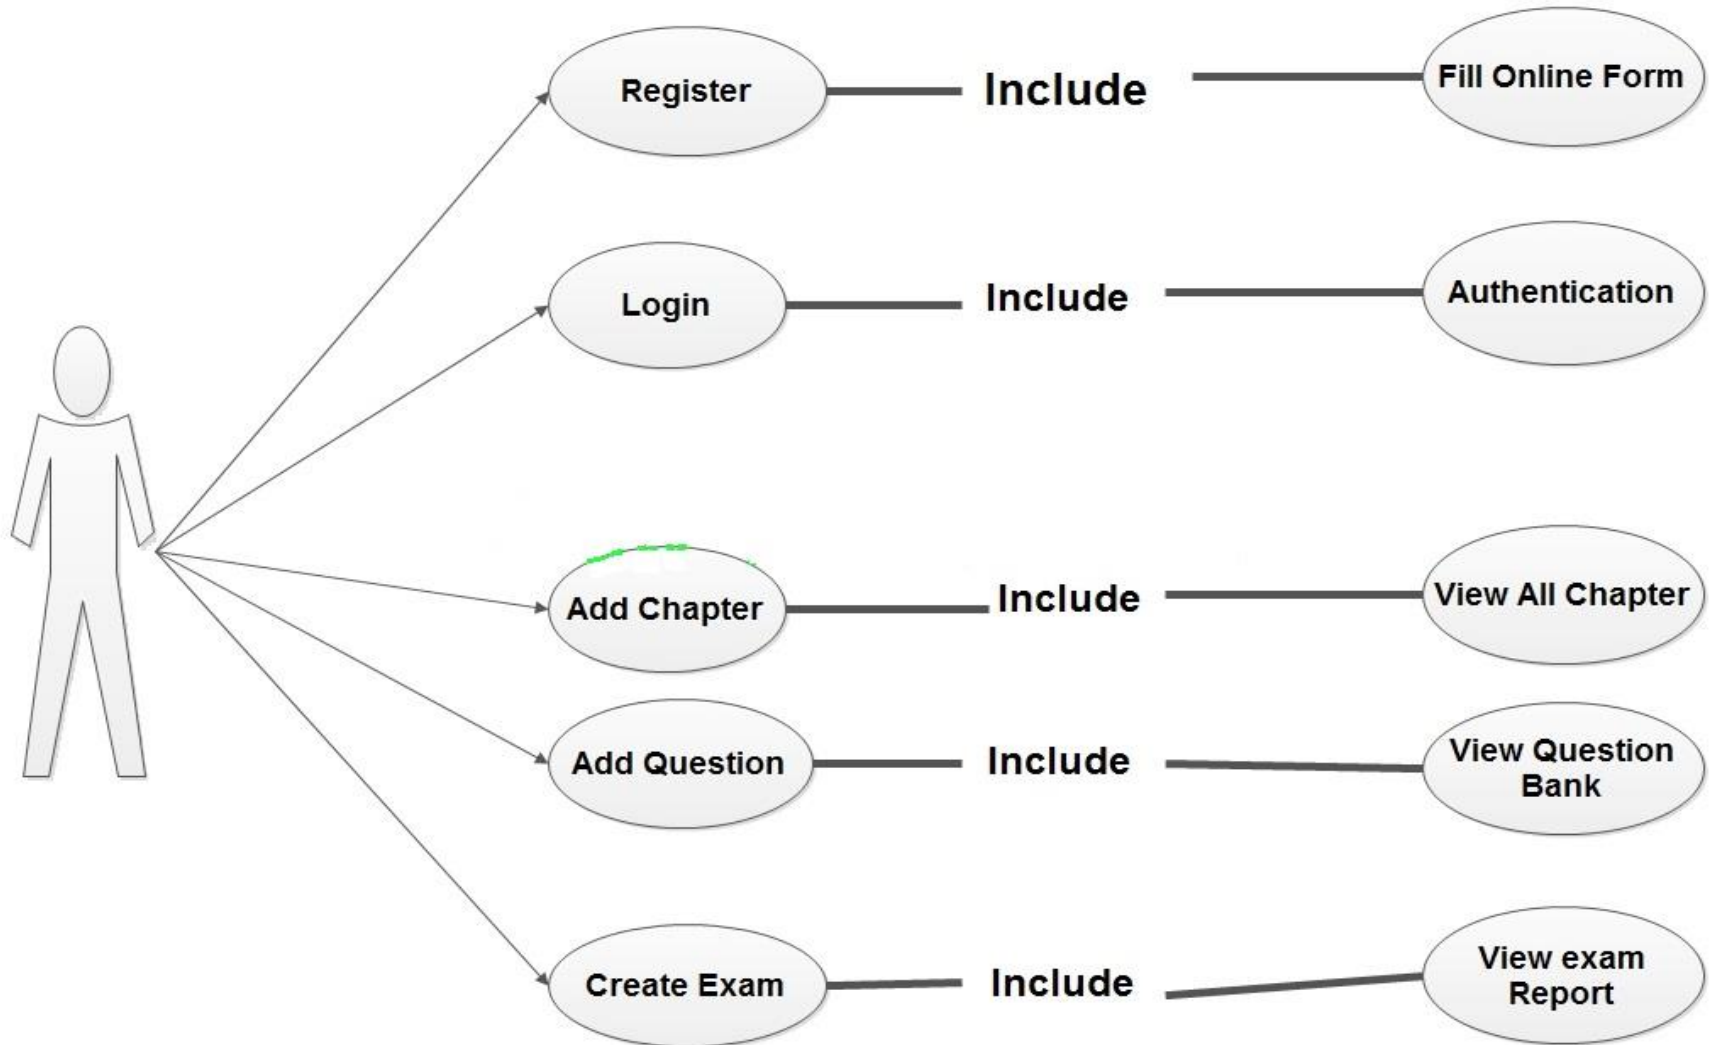 Register
Include
Fill Online Form
Login
Include
Authentication
Add Chapter
Include
View All Chapter
Add Question
Include
View Question
Bank
Create Exam
Include
View exam
Report